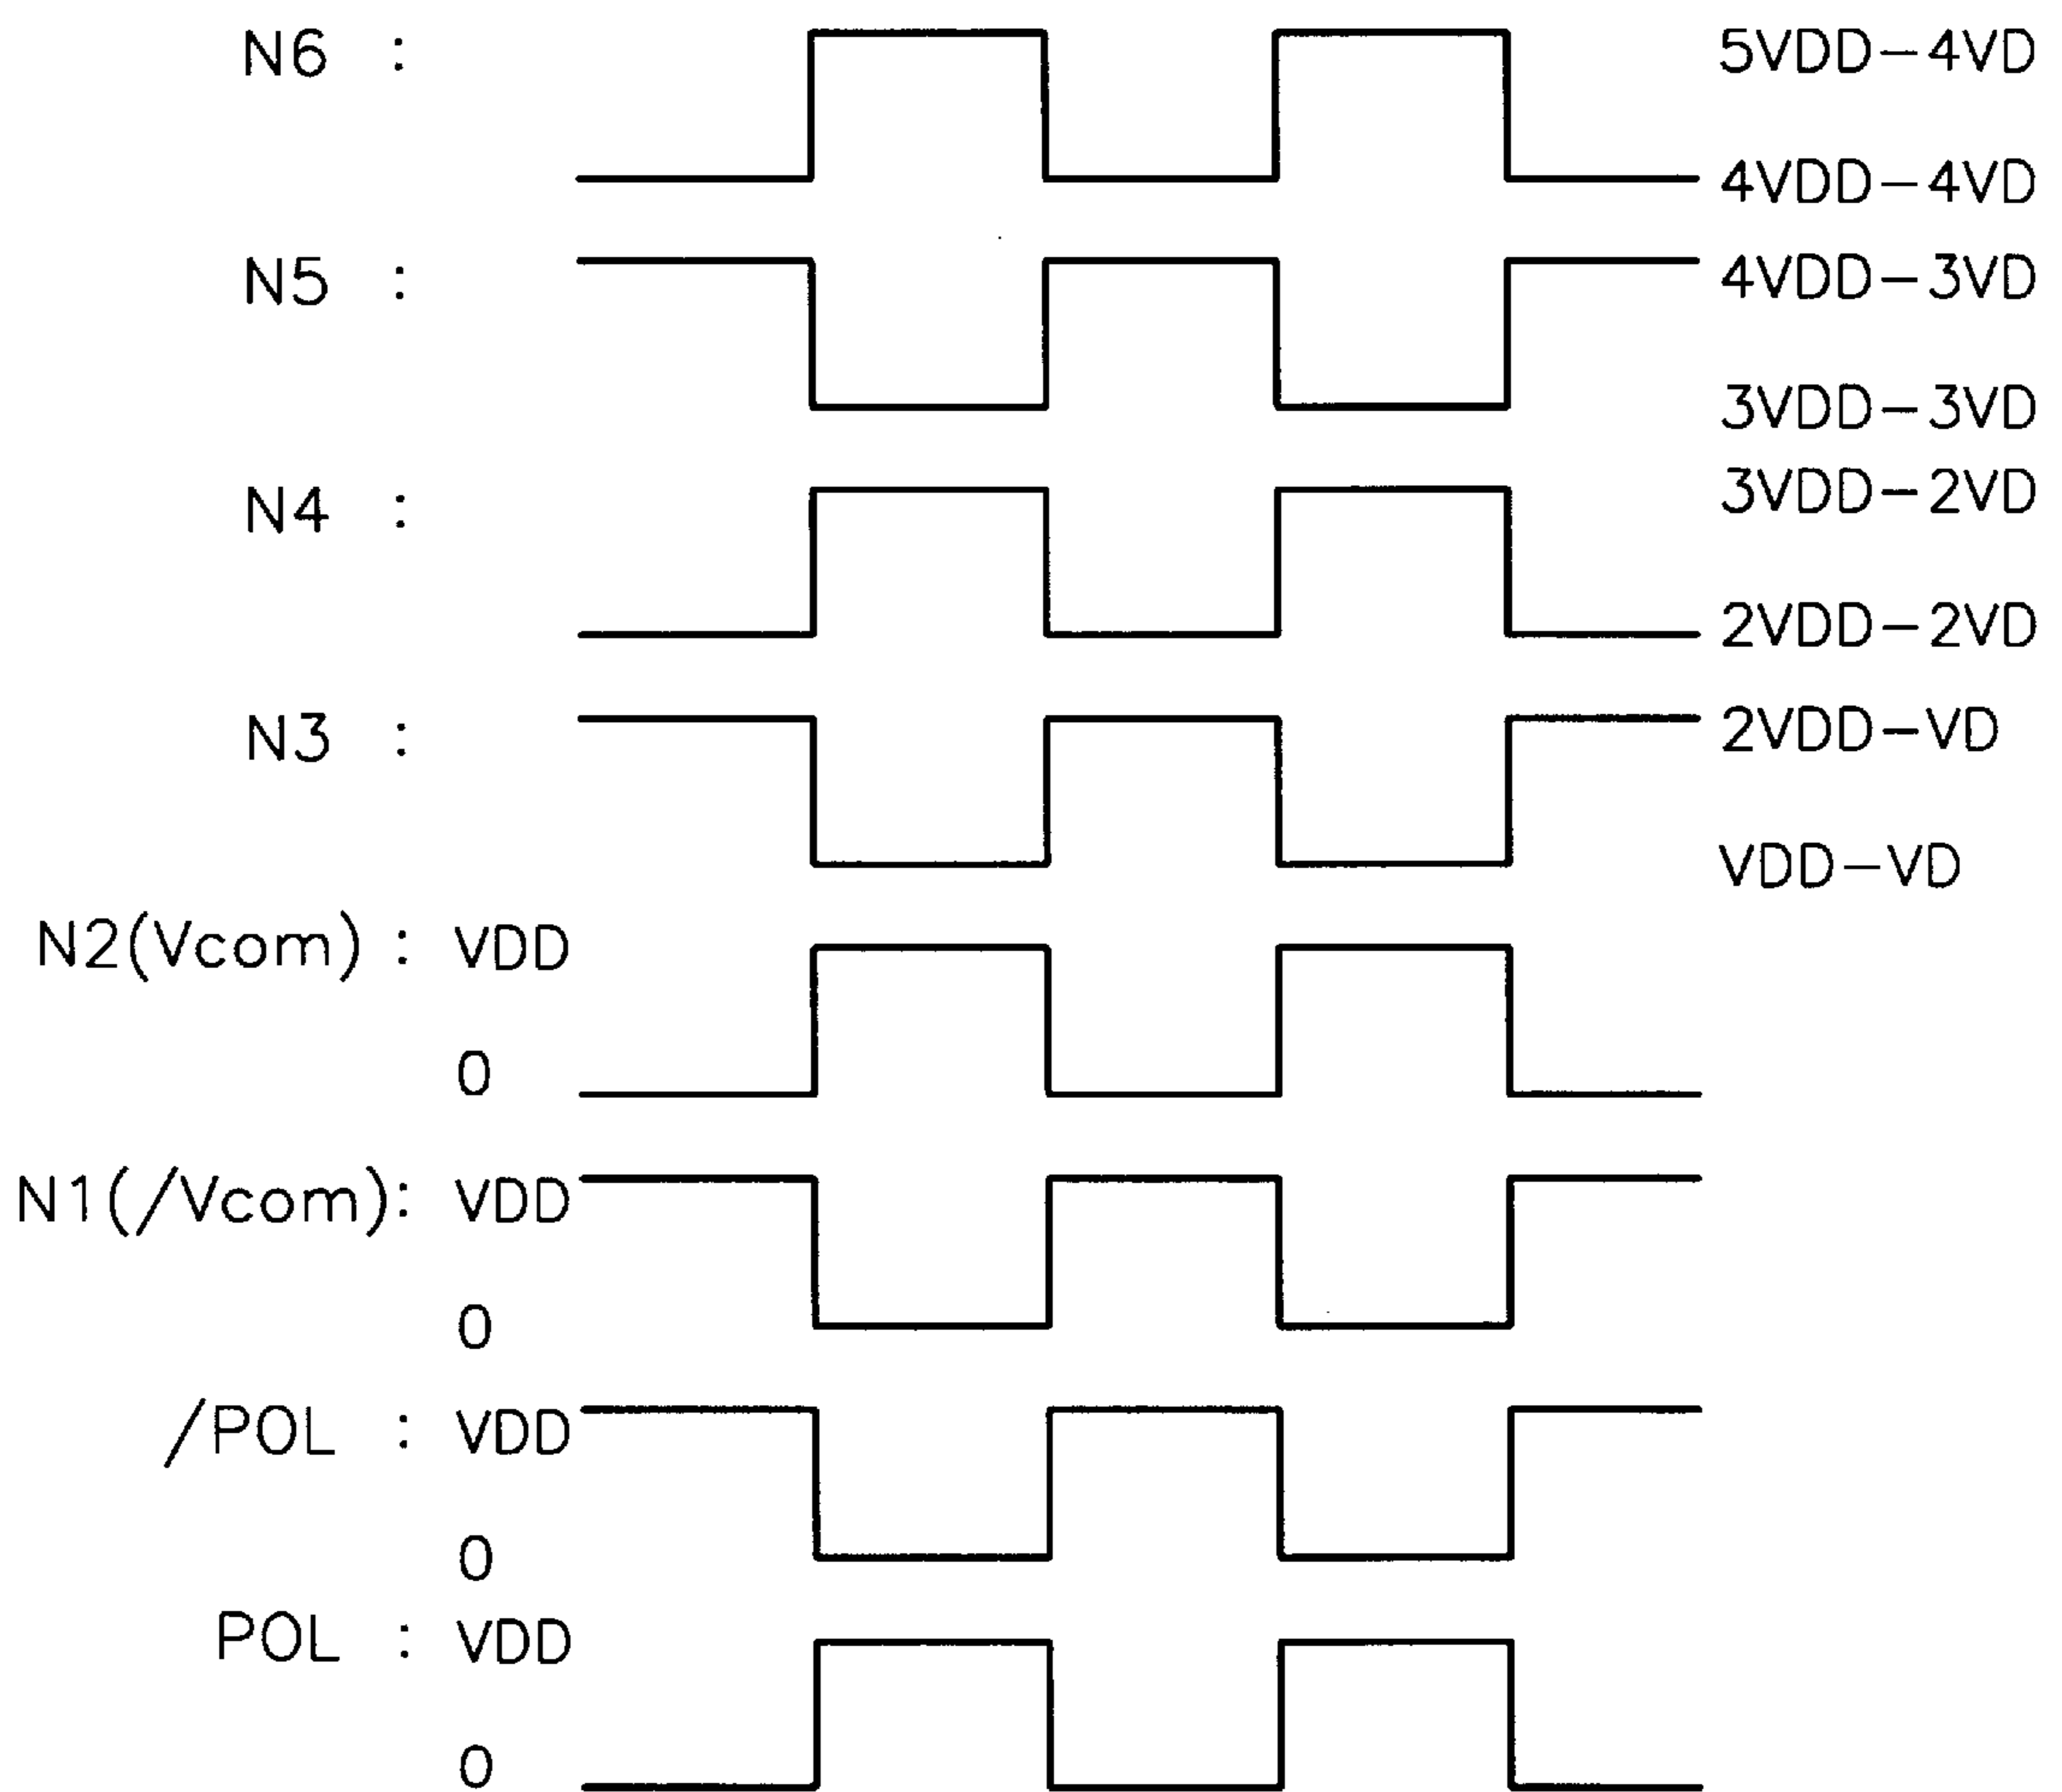 N6 : 5VDD-4VD
4VDD-4VD
N5 : 4VDD-3VD
3VDD-3VD
N4 : 3VDD-2VD
2VDD-2VD
N3 : 2VDD-VD
VDD-VD
N2(Vcom) : VDD
0
N1(/Vcom): VDD
0
/POL : VDD
0
POL : VDD
0